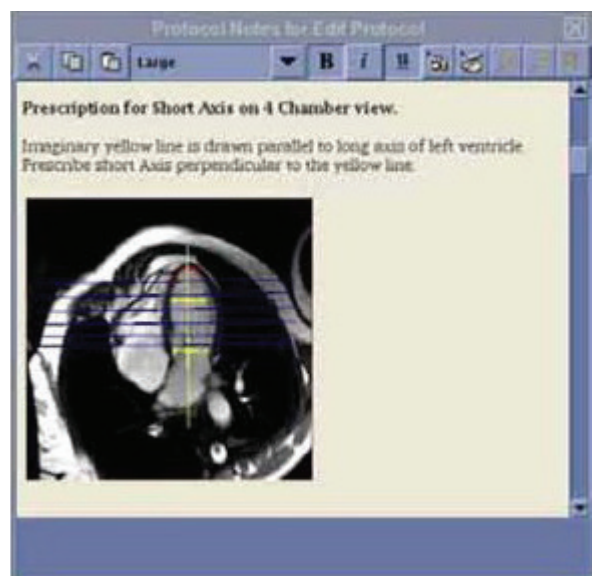 Protocol Notes for Edit Protocol
Large
B i u
Prescription for Short Axis on 4 Chamber view.
Imaginary yellow line is drawn parallel to long axis of left ventricle.
Prescribe short Axis perpendicular to the yellow line.